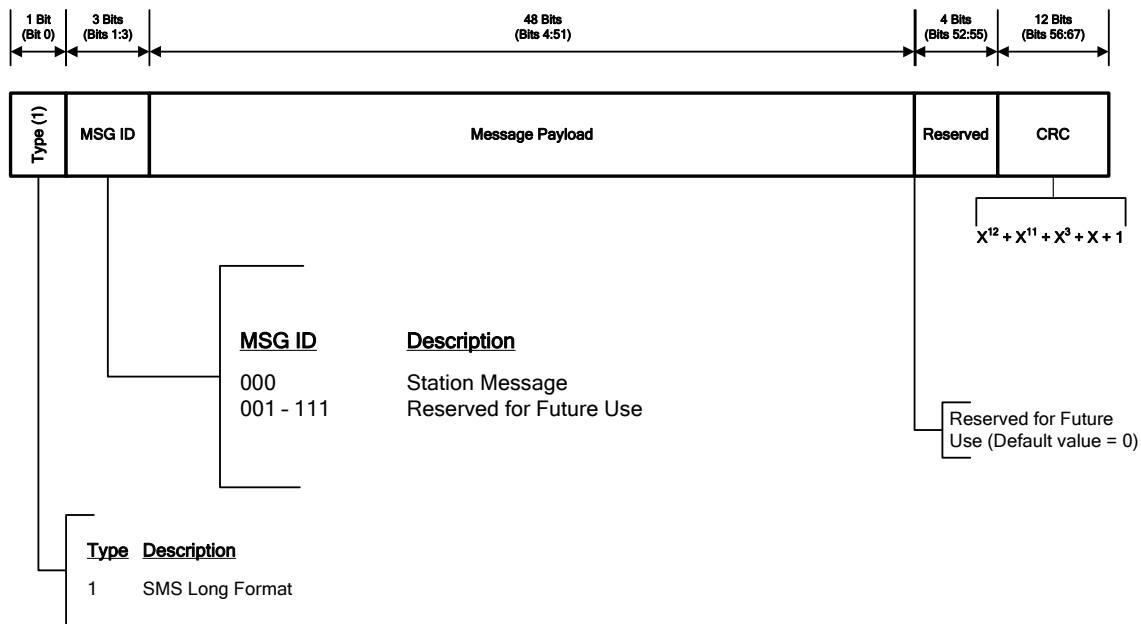 1 Bit
(Bit 0)
3 Bits
(Bits 1:3)
48 Bits
(Bits 4:51)
4 Bits
(Bits 52:55)
12 Bits
(Bits 56:67)
Type (1)
MSG ID
Message Payload
Reserved
CRC
X¹² + X¹¹ + X³ + X + 1
MSG ID Description
000 Station Message
001 - 111 Reserved for Future Use
Reserved for Future
Use (Default value = 0)
Type Description
1 SMS Long Format